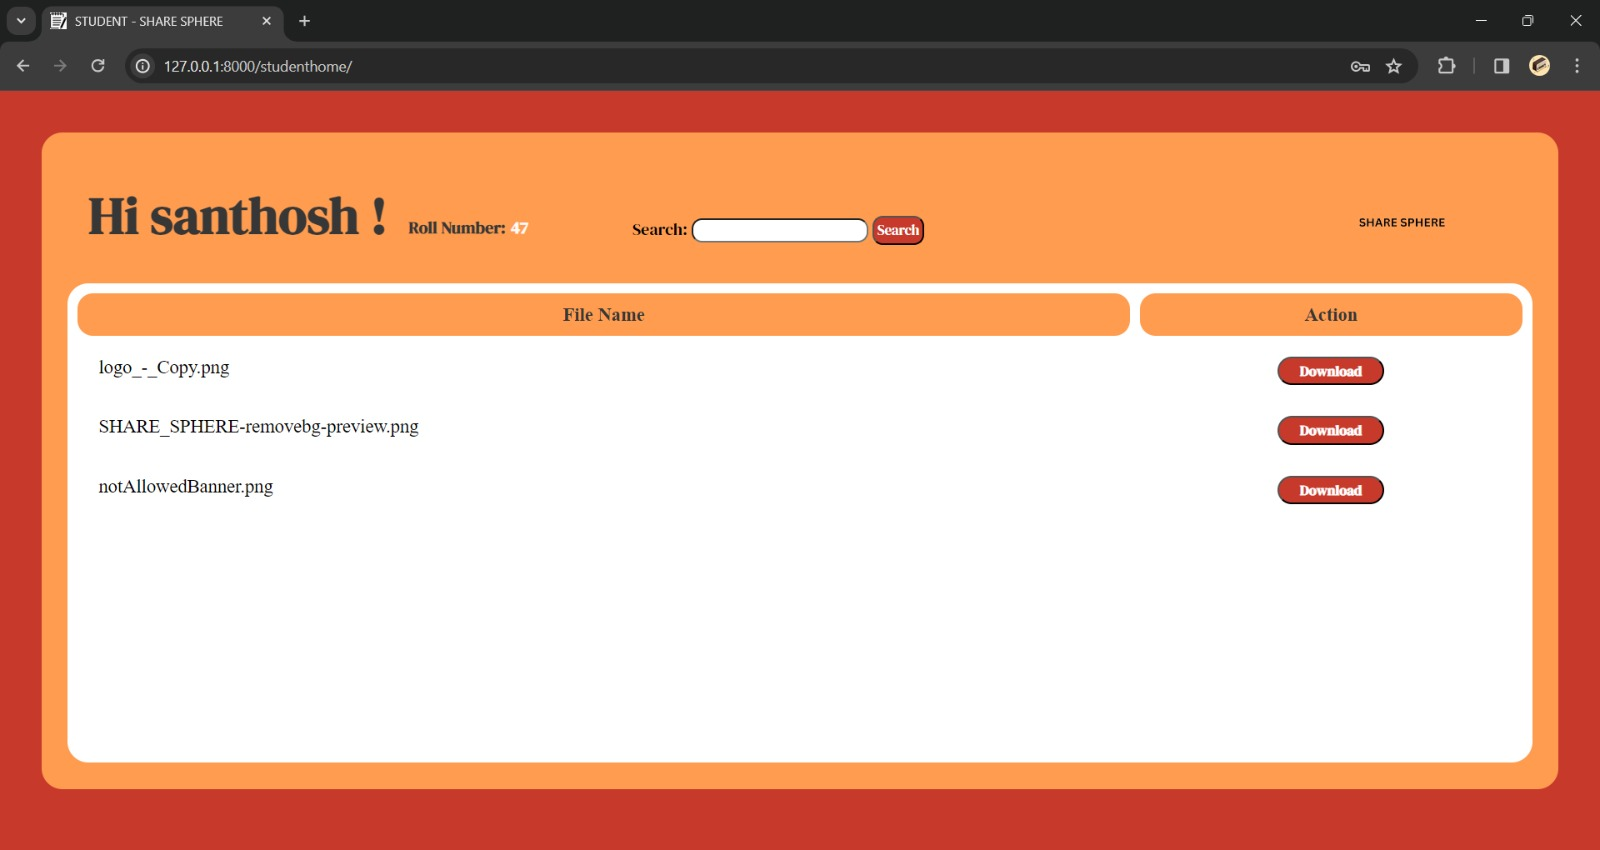 STUDENT - SHARE SPHERE
127.0.0.1:8000/studenthome/
Hi santhosh ! Roll Number: 47 Search: Search SHARE SPHERE
File Name Action
logo_-_Copy.png Download
SHARE_SPHERE-removebg-preview.png Download
notAllowedBanner.png Download